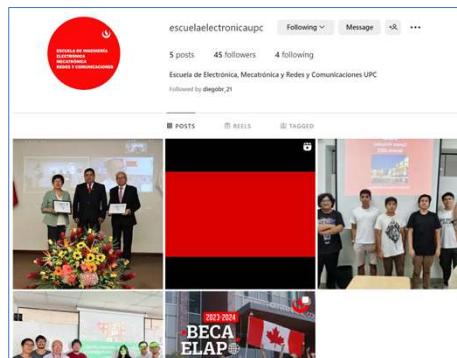 escuelaelectronicaupc Following Message
5 posts 45 followers 4 following
ESCUELA DE INGENIERÍA
ELECTRÓNICA
MECATRÓNICA
REDES Y COMUNICACIONES
Escuela de Electrónica, Mecatrónica y Redes y Comunicaciones UPC
Followed by diegobr_21
POSTS REELS TAGGED
2023-2024
BECA
ELAP